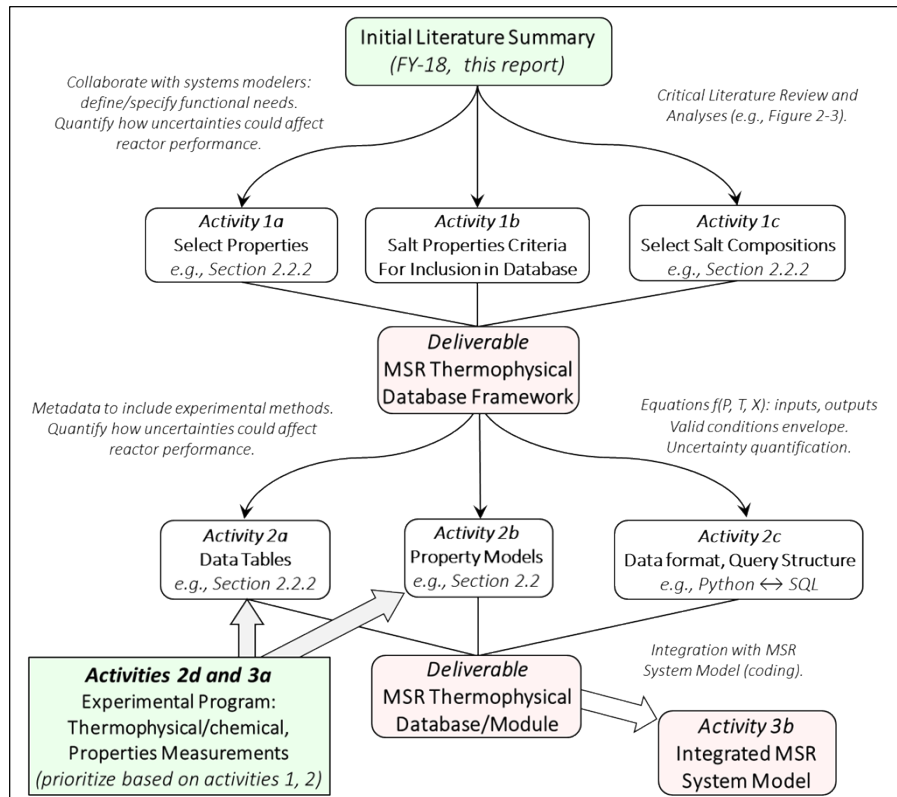 Initial Literature Summary
(FY-18, this report)
Collaborate with systems modelers:
define/specify functional needs.
Quantify how uncertainties could affect
reactor performance.
Critical Literature Review and
Analyses (e.g., Figure 2-3).
Activity 1a
Select Properties
e.g., Section 2.2.2
Activity 1b
Salt Properties Criteria
For Inclusion in Database
Activity 1c
Select Salt Compositions
e.g., Section 2.2.2
Deliverable
MSR Thermophysical
Database Framework
Metadata to include experimental methods.
Quantify how uncertainties could affect
reactor performance.
Equations f(P, T, X): inputs, outputs
Valid conditions envelope.
Uncertainty quantification.
Activity 2a
Data Tables
e.g., Section 2.2.2
Activity 2b
Property Models
e.g., Section 2.2
Activity 2c
Data format, Query Structure
e.g., Python ↔ SQL
Activities 2d and 3a
Experimental Program:
Thermophysical/chemical,
Properties Measurements
(prioritize based on activities 1, 2)
Deliverable
MSR Thermophysical
Database/Module
Integration with MSR
System Model (coding).
Activity 3b
Integrated MSR
System Model